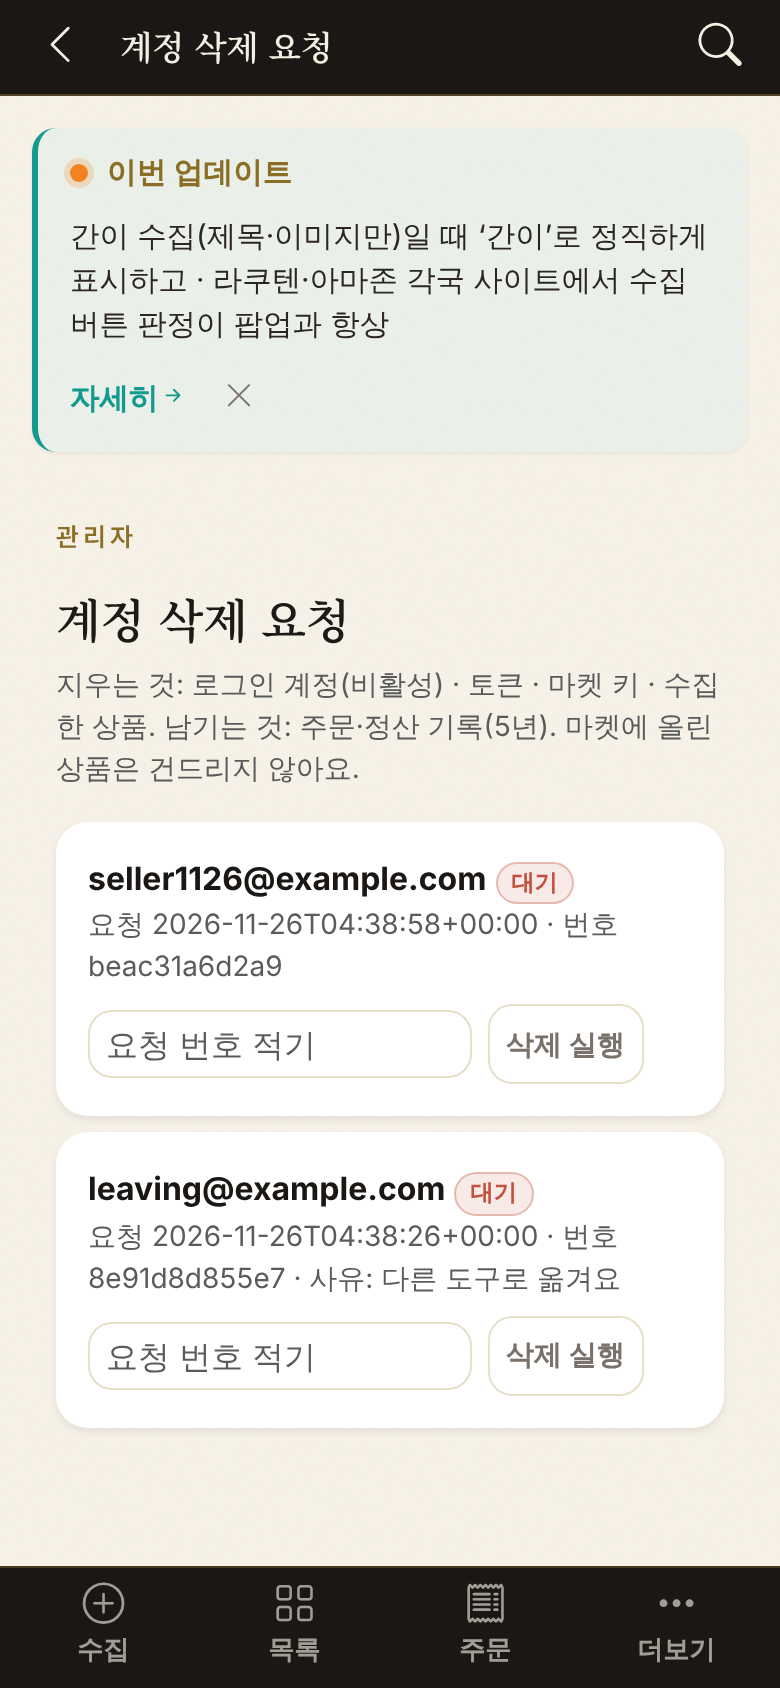 계정 삭제 요청
이번 업데이트
간이 수집(제목·이미지만)일 때 ‘간이’로 정직하게
표시하고 · 라쿠텐·아마존 각국 사이트에서 수집
버튼 판정이 팝업과 항상
자세히 →
관리자
계정 삭제 요청
지우는 것: 로그인 계정(비활성) · 토큰 · 마켓 키 · 수집
한 상품. 남기는 것: 주문·정산 기록(5년). 마켓에 올린
상품은 건드리지 않아요.
seller1126@example.com 대기
요청 2026-11-26T04:38:58+00:00 · 번호
beac31a6d2a9
요청 번호 적기 삭제 실행
leaving@example.com 대기
요청 2026-11-26T04:38:26+00:00 · 번호
8e91d8d855e7 · 사유: 다른 도구로 옮겨요
요청 번호 적기 삭제 실행
수집 목록 주문 더보기